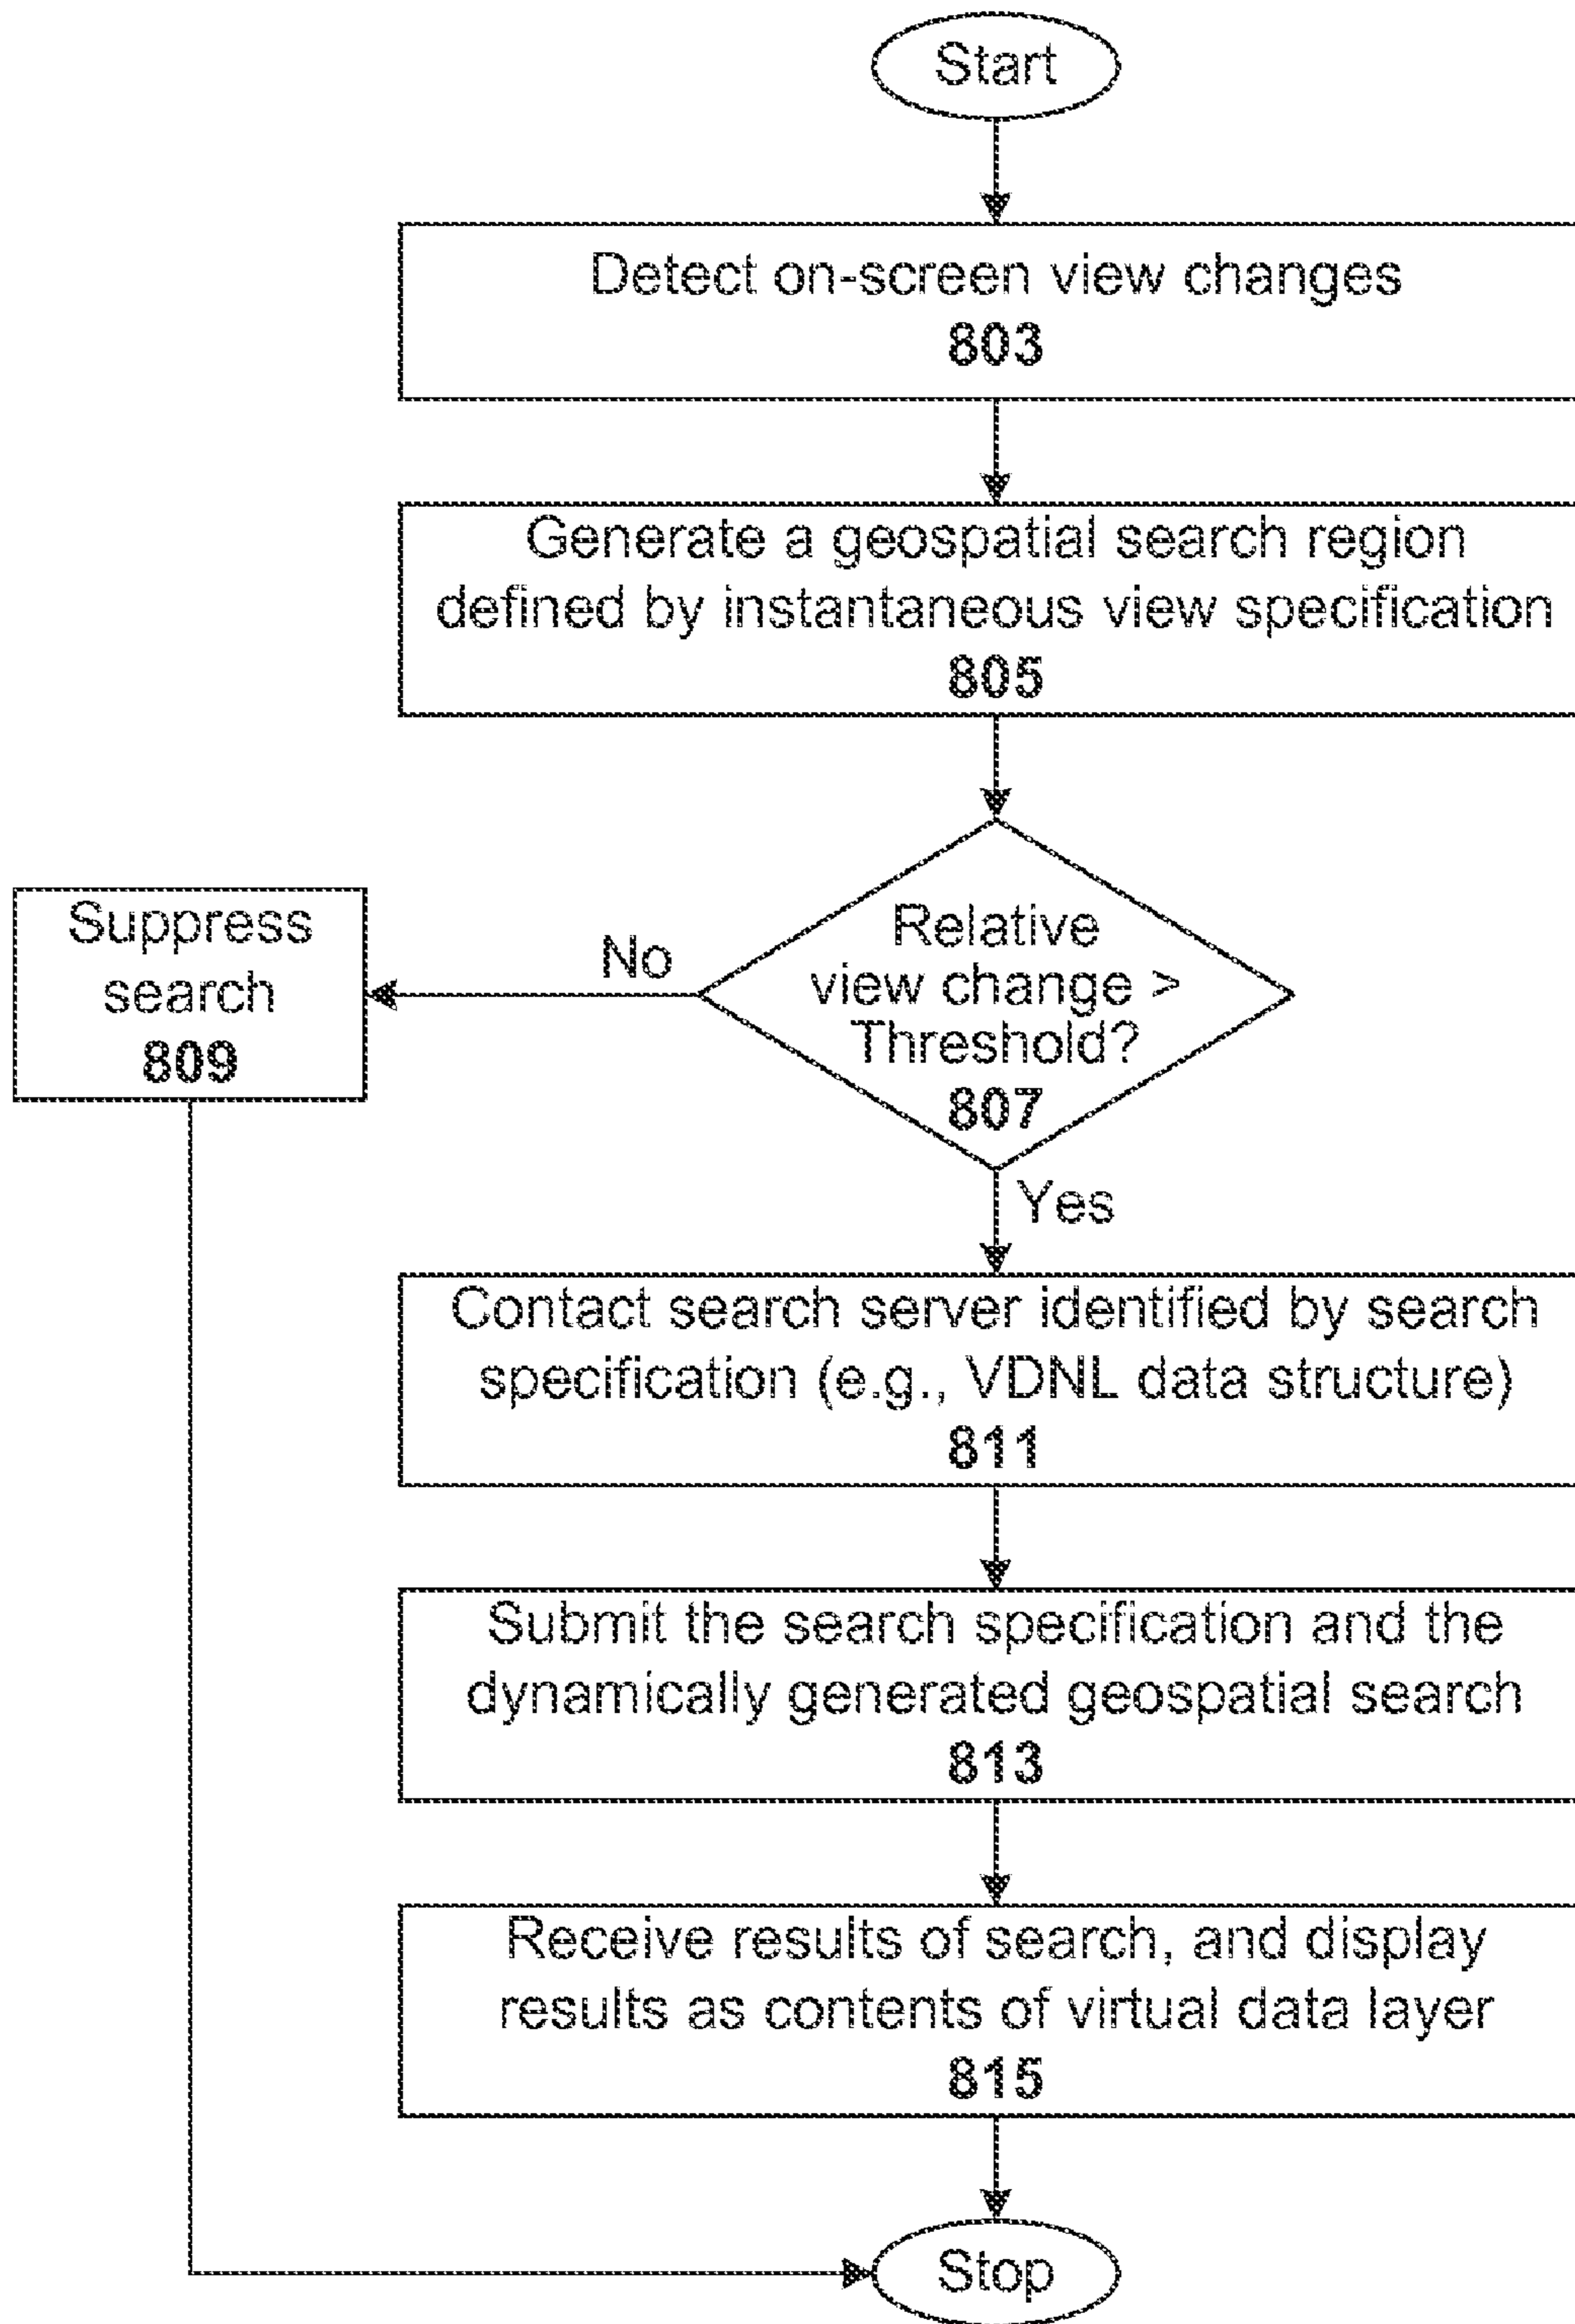 Start
Detect on-screen view changes
803
Generate a geospatial search region
defined by instantaneous view specification
805
Relative
view change >
Threshold?
807
No
Suppress
search
809
Yes
Contact search server identified by search
specification (e.g., VDNL data structure)
811
Submit the search specification and the
dynamically generated geospatial search
813
Receive results of search, and display
results as contents of virtual data layer
815
Stop